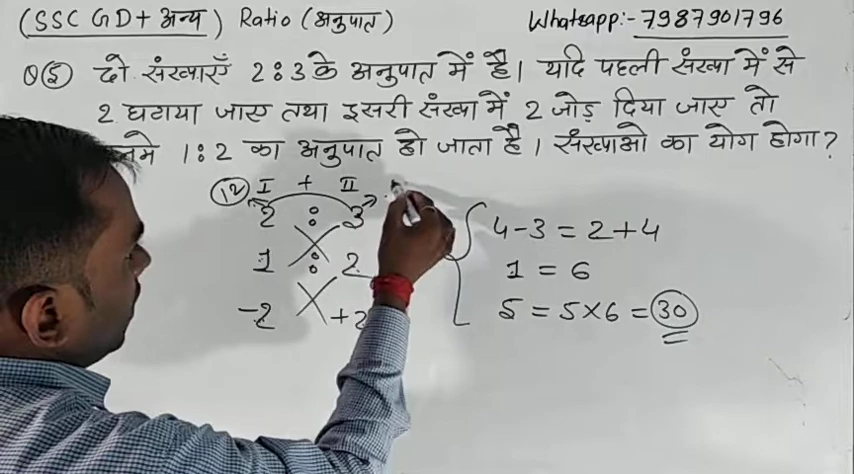 (SSC GD+ अन्य) Ratio (अनुपात) Whatsapp:- 7987901796
Q⑤ दो संख्याएँ 2:3 के अनुपात में है। यदि पहली संख्या में से
2 घटाया जाए तथा दूसरी संख्या में 2 जोड़ दिया जाए तो
1:2 का अनुपात हो जाता है। संख्याओ का योग होगा?
⑫ I + II
2 : 3
1 : 2
-2 +2
4-3 = 2+4
1 = 6
5 = 5×6 = 30